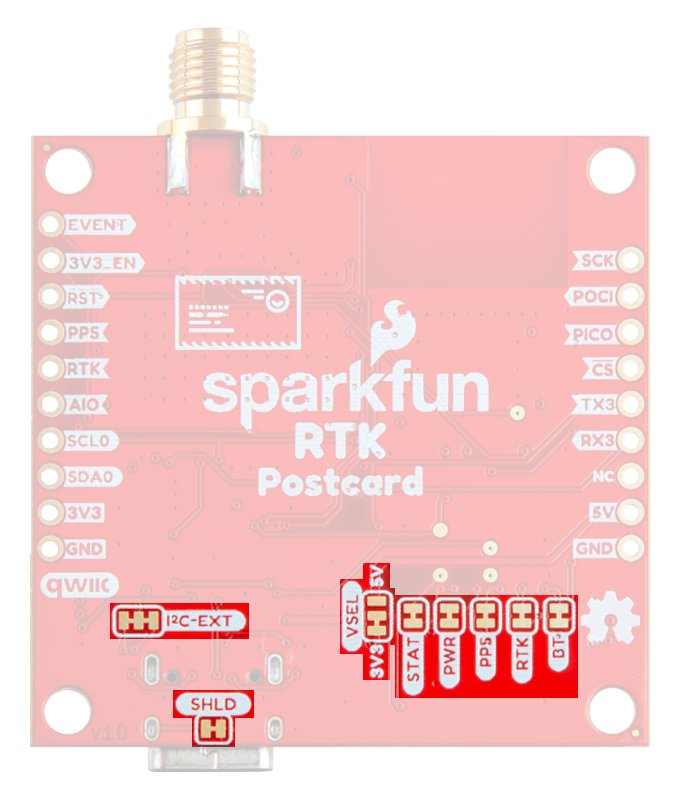 EVENT
3V3_EN
SCK
RST
POCI
PPS
PICO
RTK
CS
sparkfun
AIO
TX3
RTK
SCL0
RX3
Postcard
SDA0
NC
3V3
5V
GND
GND
qwiic
5V
VSEL
3V3
I²C-EXT
STAT
PWR
PPS
RTK
BT
SHLD
v10